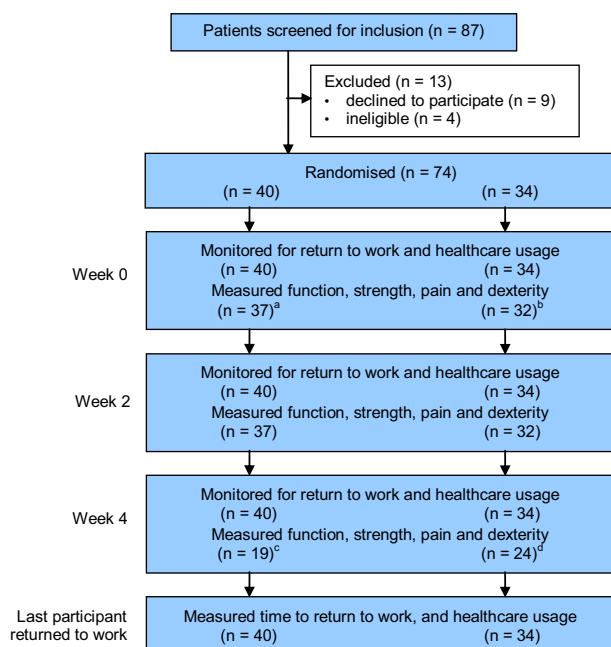 Patients screened for inclusion (n = 87)
Excluded (n = 13)
• declined to participate (n = 9)
• ineligible (n = 4)
Randomised (n = 74)
(n = 40) (n = 34)
Week 0
Monitored for return to work and healthcare usage
(n = 40) (n = 34)
Measured function, strength, pain and dexterity
(n = 37)a (n = 32)b
Week 2
Monitored for return to work and healthcare usage
(n = 40) (n = 34)
Measured function, strength, pain and dexterity
(n = 37) (n = 32)
Week 4
Monitored for return to work and healthcare usage
(n = 40) (n = 34)
Measured function, strength, pain and dexterity
(n = 19)c (n = 24)d
Last participant
returned to work
Measured time to return to work, and healthcare usage
(n = 40) (n = 34)